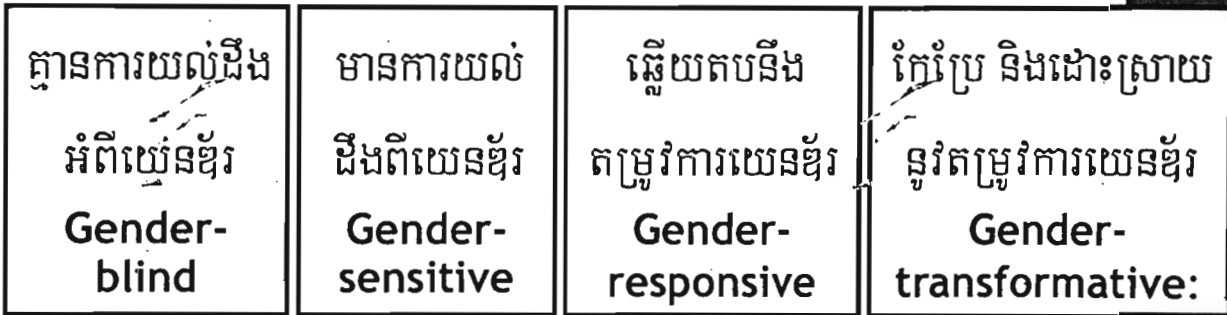 គ្មានការយល់ដឹង
អំពីយេនឌ័រ
Gender-
blind
មានការយល់
ដឹងពីយេនឌ័រ
Gender-
sensitive
ឆ្លើយតបនឹង
តម្រូវការយេនឌ័រ
Gender-
responsive
កែប្រែ និងដោះស្រាយ
នូវតម្រូវការយេនឌ័រ
Gender-
transformative: